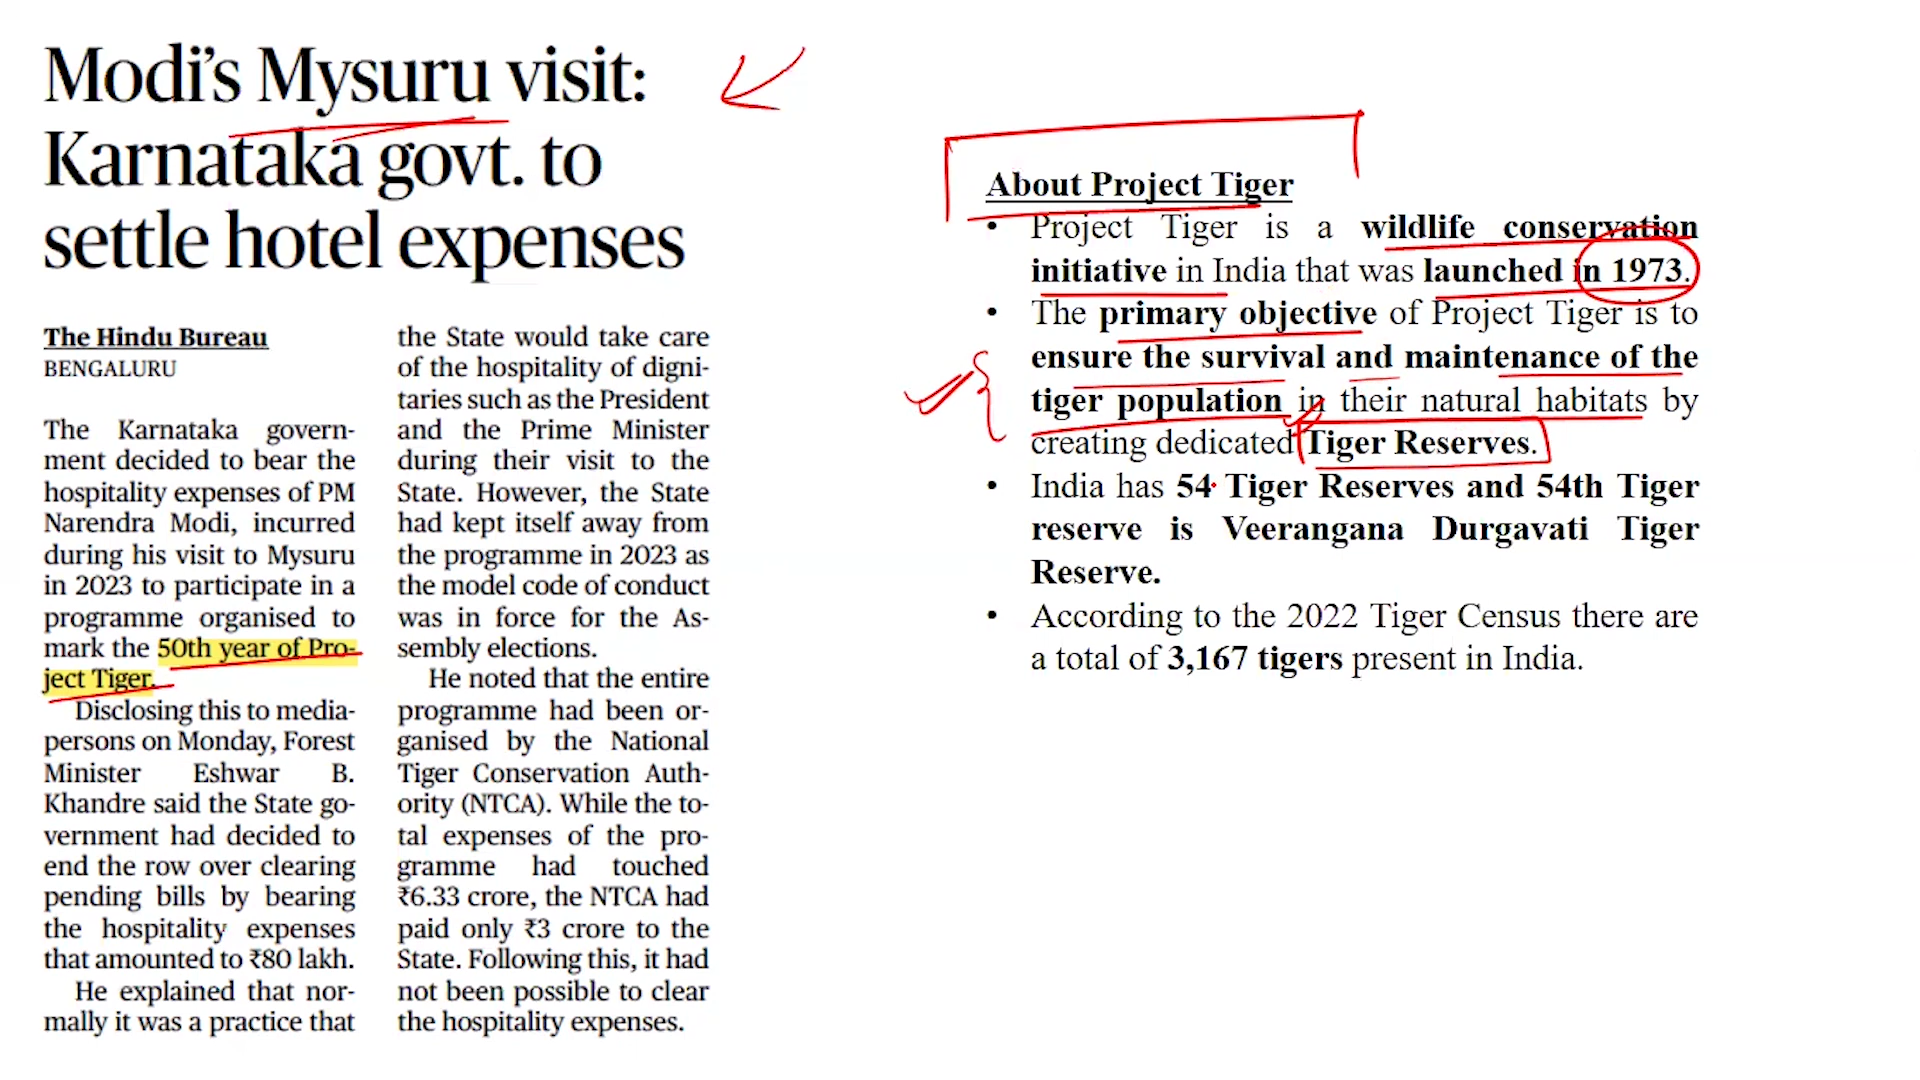 Modi’s Mysuru visit:
Karnataka govt. to
settle hotel expenses
The Hindu Bureau
BENGALURU
The Karnataka govern-
ment decided to bear the
hospitality expenses of PM
Narendra Modi, incurred
during his visit to Mysuru
in 2023 to participate in a
programme organised to
mark the 50th year of Pro-
ject Tiger.
Disclosing this to media-
persons on Monday, Forest
Minister Eshwar B.
Khandre said the State go-
vernment had decided to
end the row over clearing
pending bills by bearing
the hospitality expenses
that amounted to ₹80 lakh.
He explained that nor-
mally it was a practice that
the State would take care
of the hospitality of digni-
taries such as the President
and the Prime Minister
during their visit to the
State. However, the State
had kept itself away from
the programme in 2023 as
the model code of conduct
was in force for the As-
sembly elections.
He noted that the entire
programme had been or-
ganised by the National
Tiger Conservation Auth-
ority (NTCA). While the to-
tal expenses of the pro-
gramme had touched
₹6.33 crore, the NTCA had
paid only ₹3 crore to the
State. Following this, it had
not been possible to clear
the hospitality expenses.
About Project Tiger
• Project Tiger is a wildlife conservation
initiative in India that was launched in 1973.
• The primary objective of Project Tiger is to
ensure the survival and maintenance of the
tiger population in their natural habitats by
creating dedicated Tiger Reserves.
• India has 54 Tiger Reserves and 54th Tiger
reserve is Veerangana Durgavati Tiger
Reserve.
• According to the 2022 Tiger Census there are
a total of 3,167 tigers present in India.